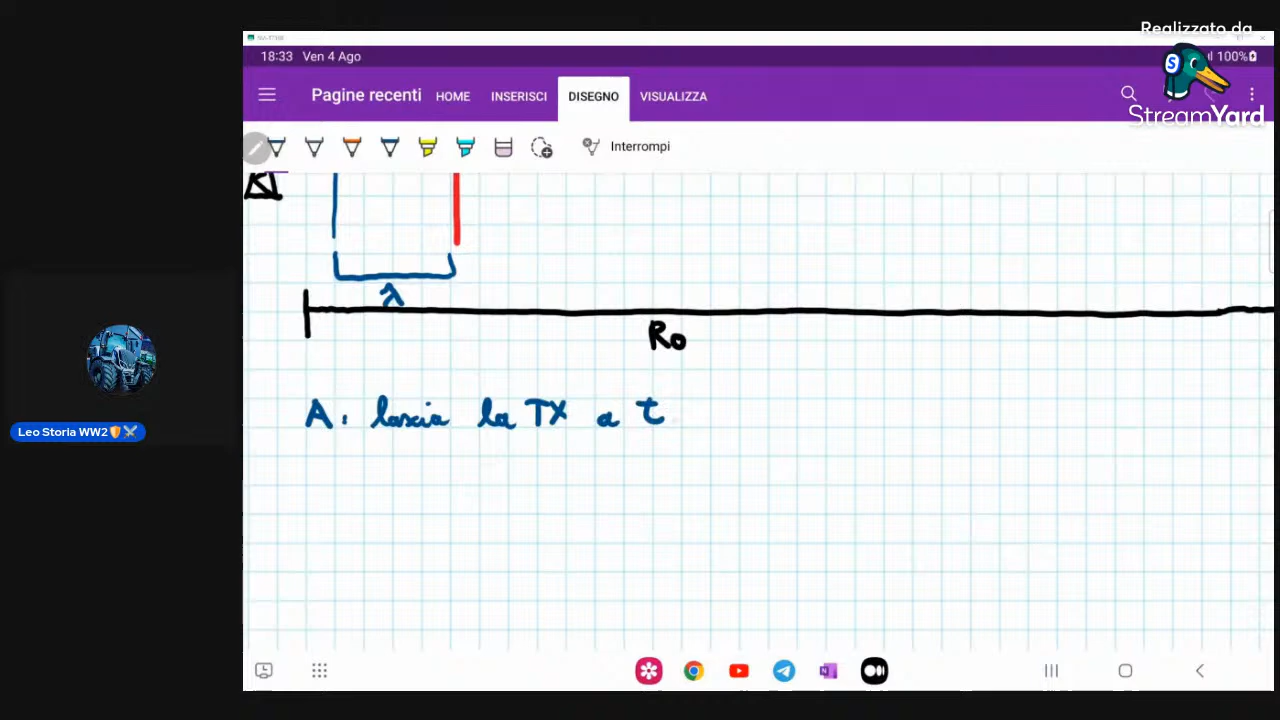 Realizzato da
StreamYard
18:33 Ven 4 Ago
100%
Pagine recenti HOME INSERISCI DISEGNO VISUALIZZA
Interrompi
λ
Ro
A: lascia la TX a t
Leo Storia WW2